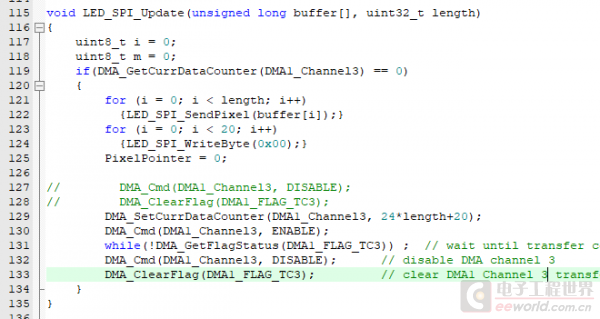 115 void LED_SPI_Update(unsigned long buffer[], uint32_t length)
116 {
117 uint8_t i = 0;
118 uint8_t m = 0;
119 if(DMA_GetCurrDataCounter(DMA1_Channel3) == 0)
120 {
121 for (i = 0; i < length; i++)
122 {LED_SPI_SendPixel(buffer[i]);}
123 for (i = 0; i < 20; i++)
124 {LED_SPI_WriteByte(0x00);}
125 PixelPointer = 0;
126
127 // DMA_Cmd(DMA1_Channel3, DISABLE);
128 // DMA_ClearFlag(DMA1_FLAG_TC3);
129 DMA_SetCurrDataCounter(DMA1_Channel3, 24*length+20);
130 DMA_Cmd(DMA1_Channel3, ENABLE);
131 while(!DMA_GetFlagStatus(DMA1_FLAG_TC3)) ; // wait until transfer c
132 DMA_Cmd(DMA1_Channel3, DISABLE); // disable DMA channel 3
133 DMA_ClearFlag(DMA1_FLAG_TC3); // clear DMA1 Channel 3 transf
134 }
135 }
电子工程世界
eeworld.com.cn